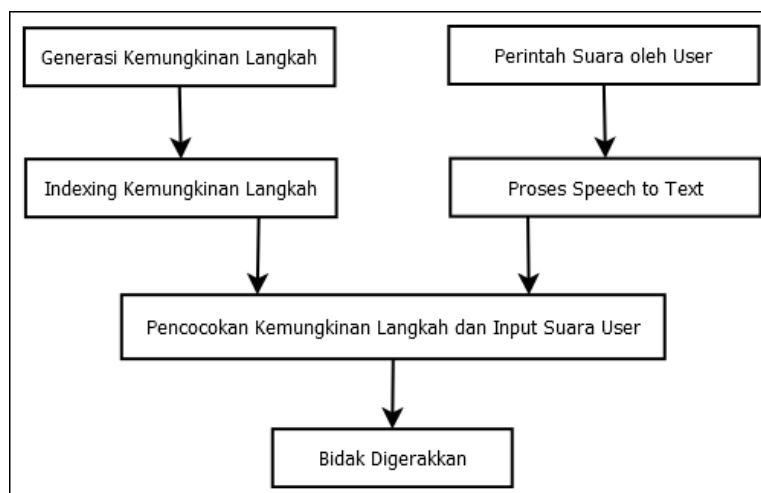 Generasi Kemungkinan Langkah
Perintah Suara oleh User
Indexing Kemungkinan Langkah
Proses Speech to Text
Pencocokan Kemungkinan Langkah dan Input Suara User
Bidak Digerakkan